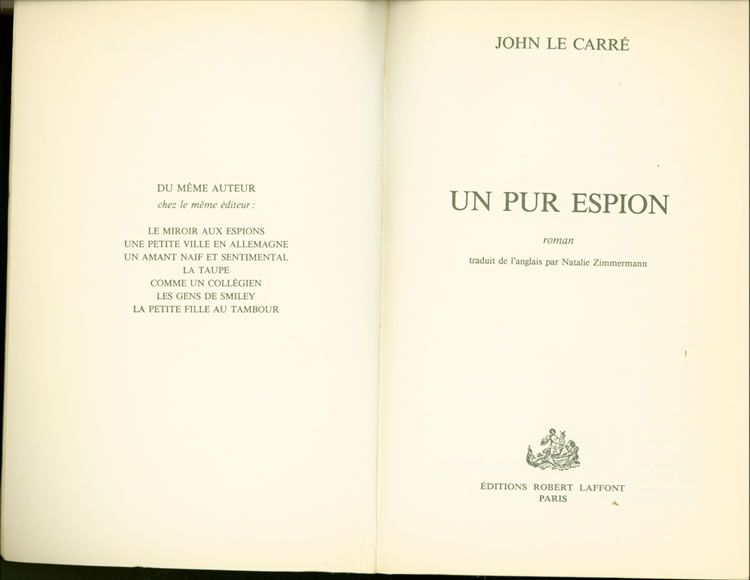 DU MÊME AUTEUR
chez le même éditeur :
LE MIROIR AUX ESPIONS
UNE PETITE VILLE EN ALLEMAGNE
UN AMANT NAIF ET SENTIMENTAL
LA TAUPE
COMME UN COLLÉGIEN
LES GENS DE SMILEY
LA PETITE FILLE AU TAMBOUR
JOHN LE CARRÉ
UN PUR ESPION
roman
traduit de l'anglais par Natalie Zimmermann
ÉDITIONS ROBERT LAFFONT
PARIS